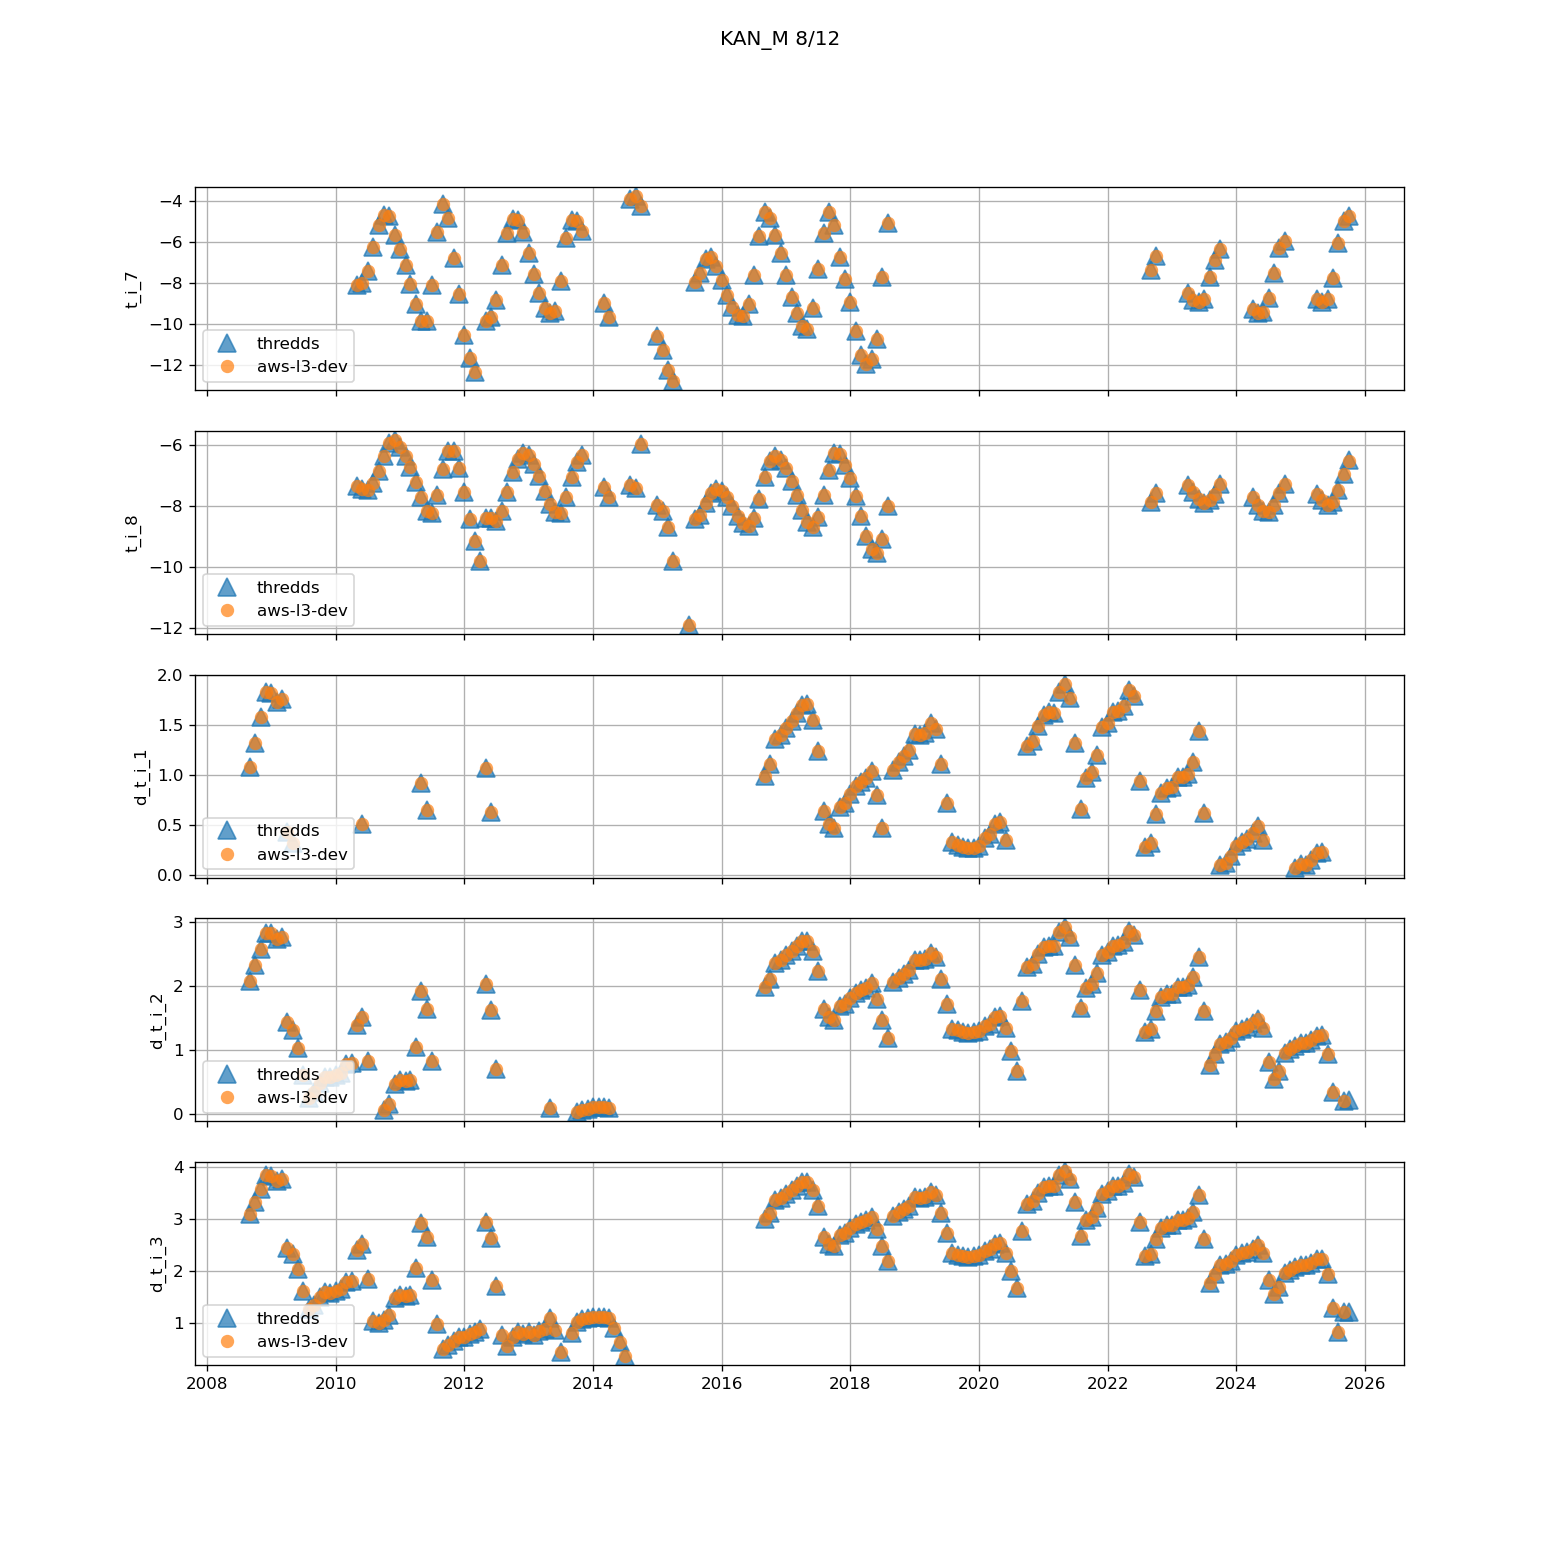 KAN_M 8/12
t_i_7
−4
−6
−8
−10
−12
thredds
aws-l3-dev
t_i_8
−6
−8
−10
−12
thredds
aws-l3-dev
d_t_i_1
2.0
1.5
1.0
0.5
0.0
thredds
aws-l3-dev
d_t_i_2
3
2
1
0
thredds
aws-l3-dev
d_t_i_3
4
3
2
1
thredds
aws-l3-dev
2008 2010 2012 2014 2016 2018 2020 2022 2024 2026